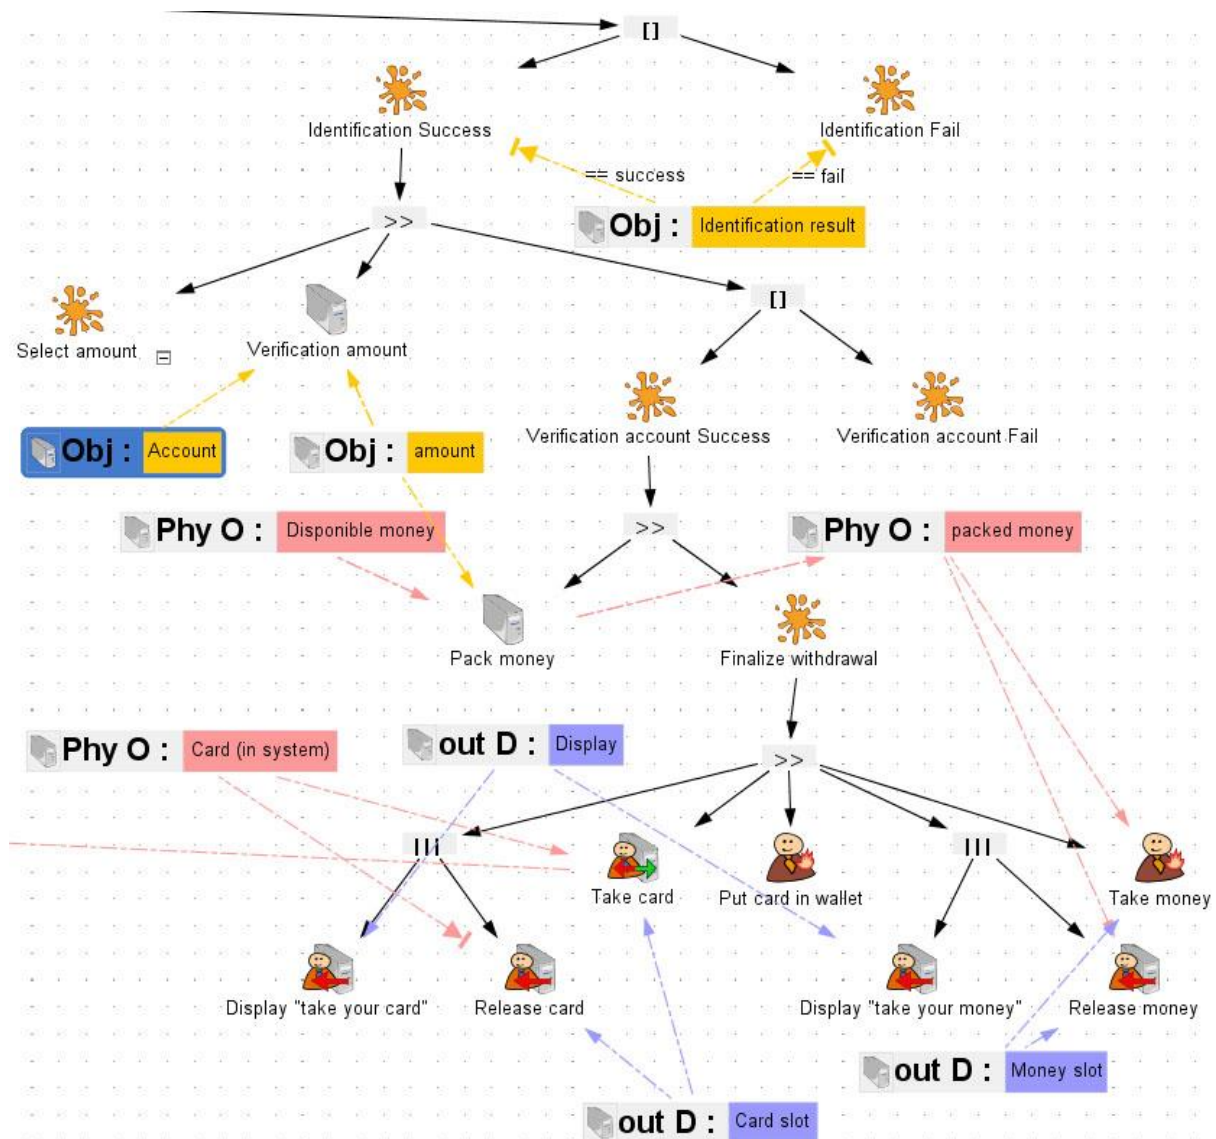 []
Identification Success
Identification Fail
== success
== fail
>>
Obj : Identification result
[]
Select amount
Verification amount
Verification account Success
Verification account Fail
Obj : Account
Obj : amount
>>
Phy O : Disponible money
Phy O : packed money
Pack money
Finalize withdrawal
Phy O : Card (in system)
out D : Display
>>
|||
|||
Take card
Put card in wallet
Take money
Display "take your card"
Release card
Display "take your money"
Release money
out D : Money slot
out D : Card slot